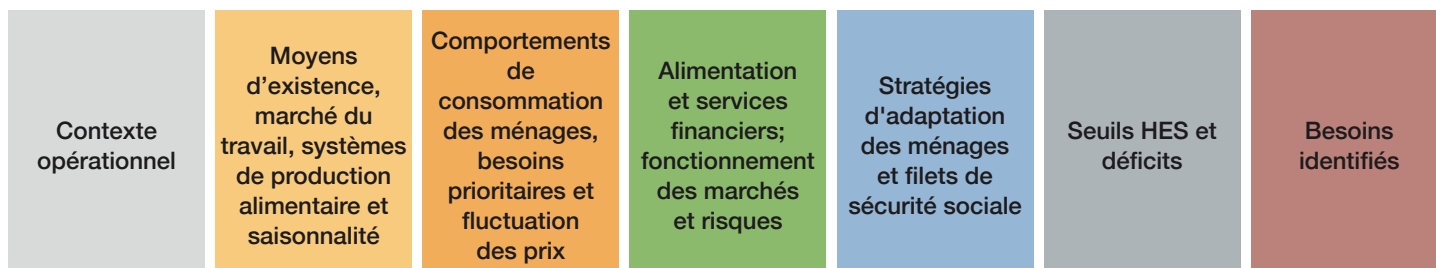 Contexte
opérationnel
Moyens
d’existence,
marché du
travail, systèmes
de production
alimentaire et
saisonnalité
Comportements
de
consommation
des ménages,
besoins
prioritaires et
fluctuation
des prix
Alimentation
et services
financiers;
fonctionnement
des marchés
et risques
Stratégies
d'adaptation
des ménages
et filets de
sécurité sociale
Seuils HES et
déficits
Besoins
identifiés